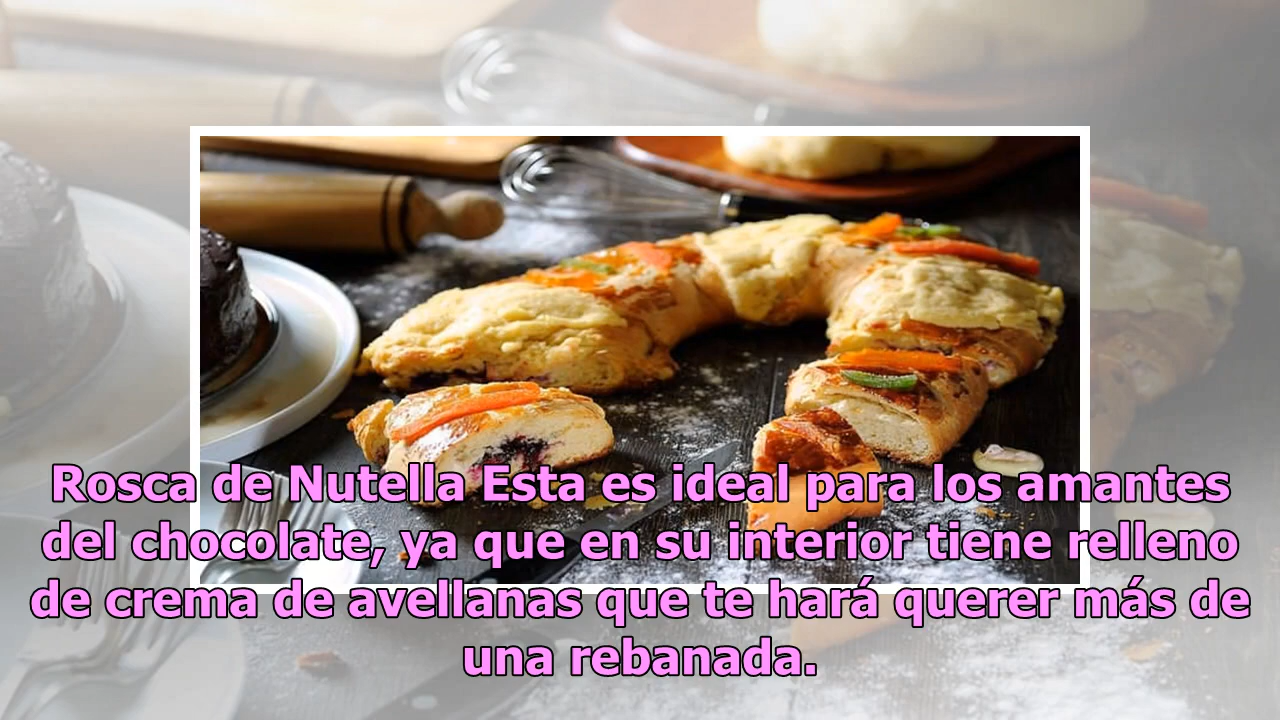 Rosca de Nutella Esta es ideal para los amantes
del chocolate, ya que en su interior tiene relleno
de crema de avellanas que te hará querer más de
una rebanada.